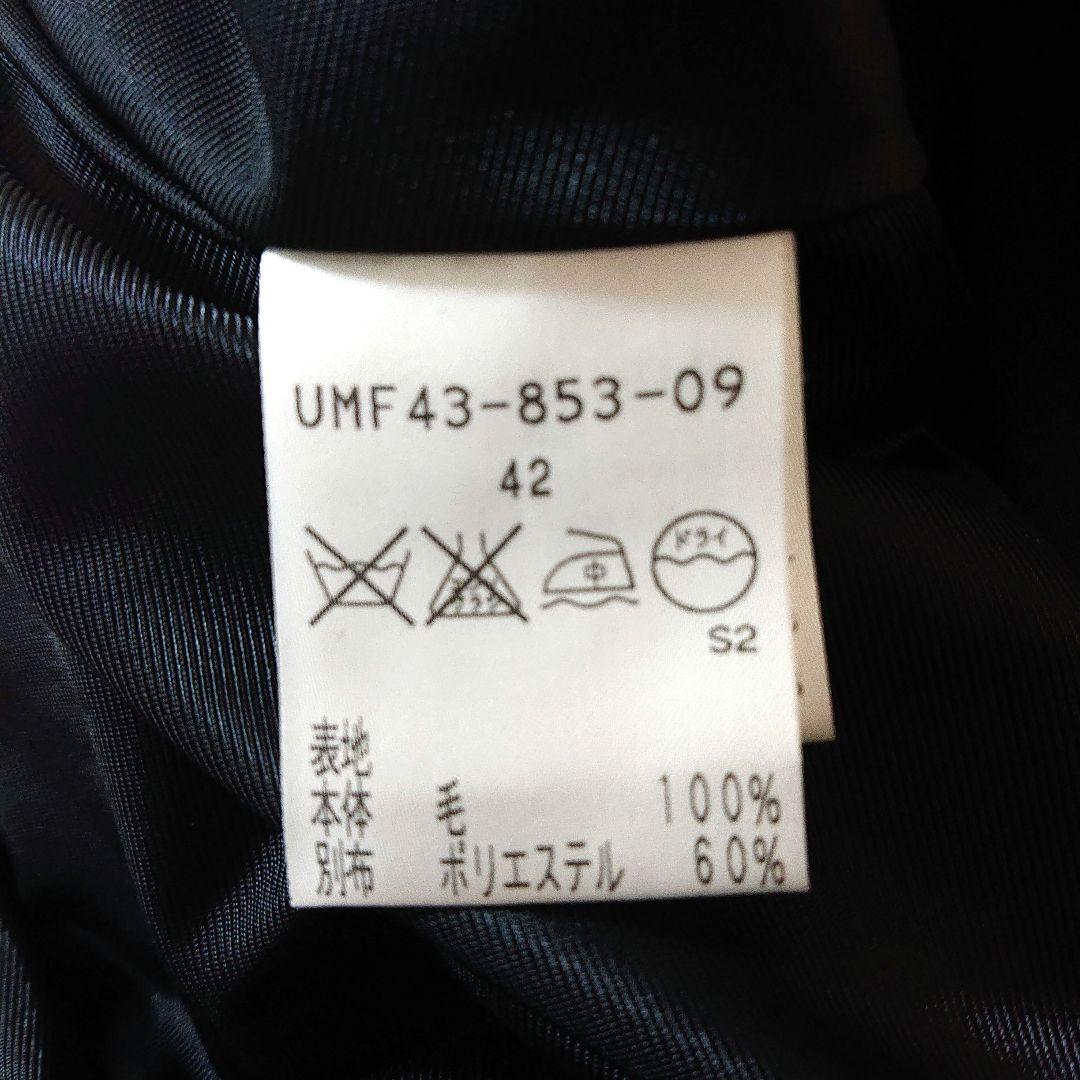 UMF43-853-09
42
中
ドライ
S2
表地
本体 毛 100%
別布 ポリエステル 60%